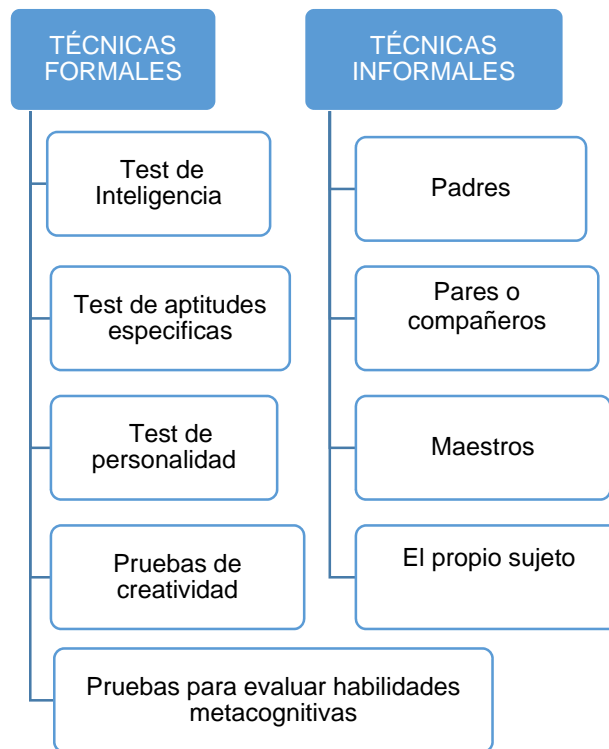 TÉCNICAS
FORMALES
Test de
Inteligencia
Test de aptitudes
especificas
Test de
personalidad
Pruebas de
creatividad
Pruebas para evaluar habilidades
metacognitivas
TÉCNICAS
INFORMALES
Padres
Pares o
compañeros
Maestros
El propio sujeto